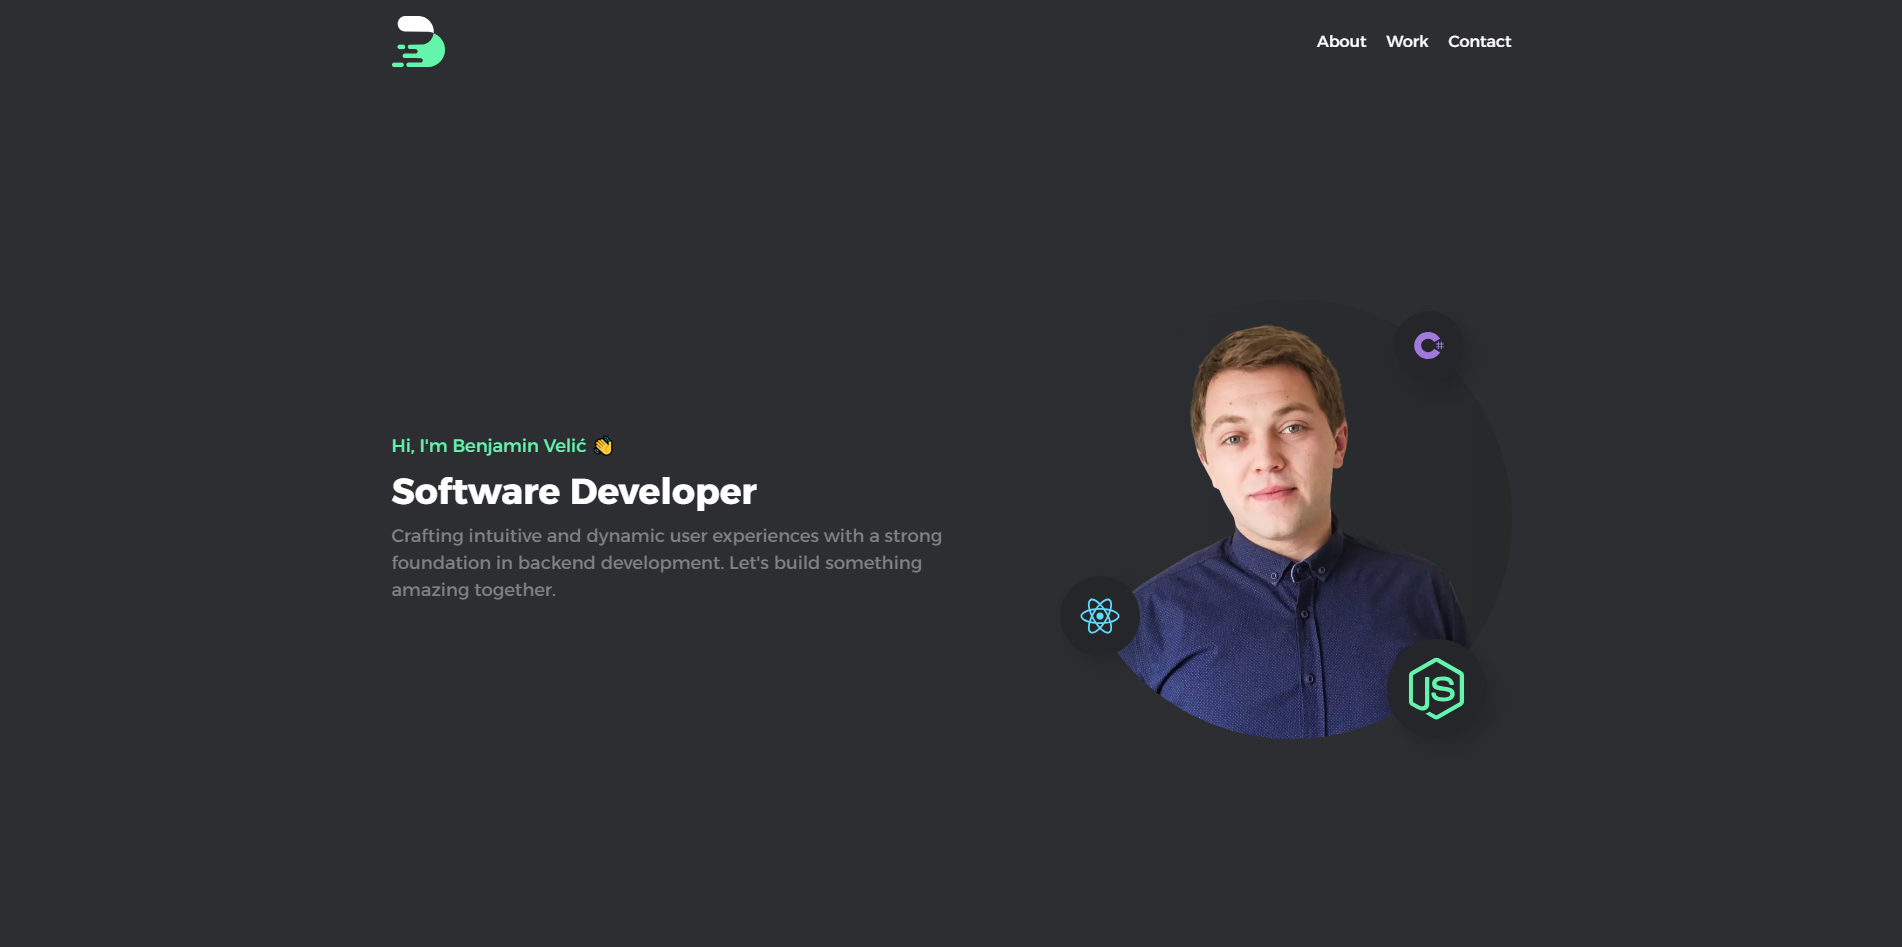 About Work Contact
Hi, I'm Benjamin Velić 👋
Software Developer
Crafting intuitive and dynamic user experiences with a strong
foundation in backend development. Let's build something
amazing together.
C#
JS